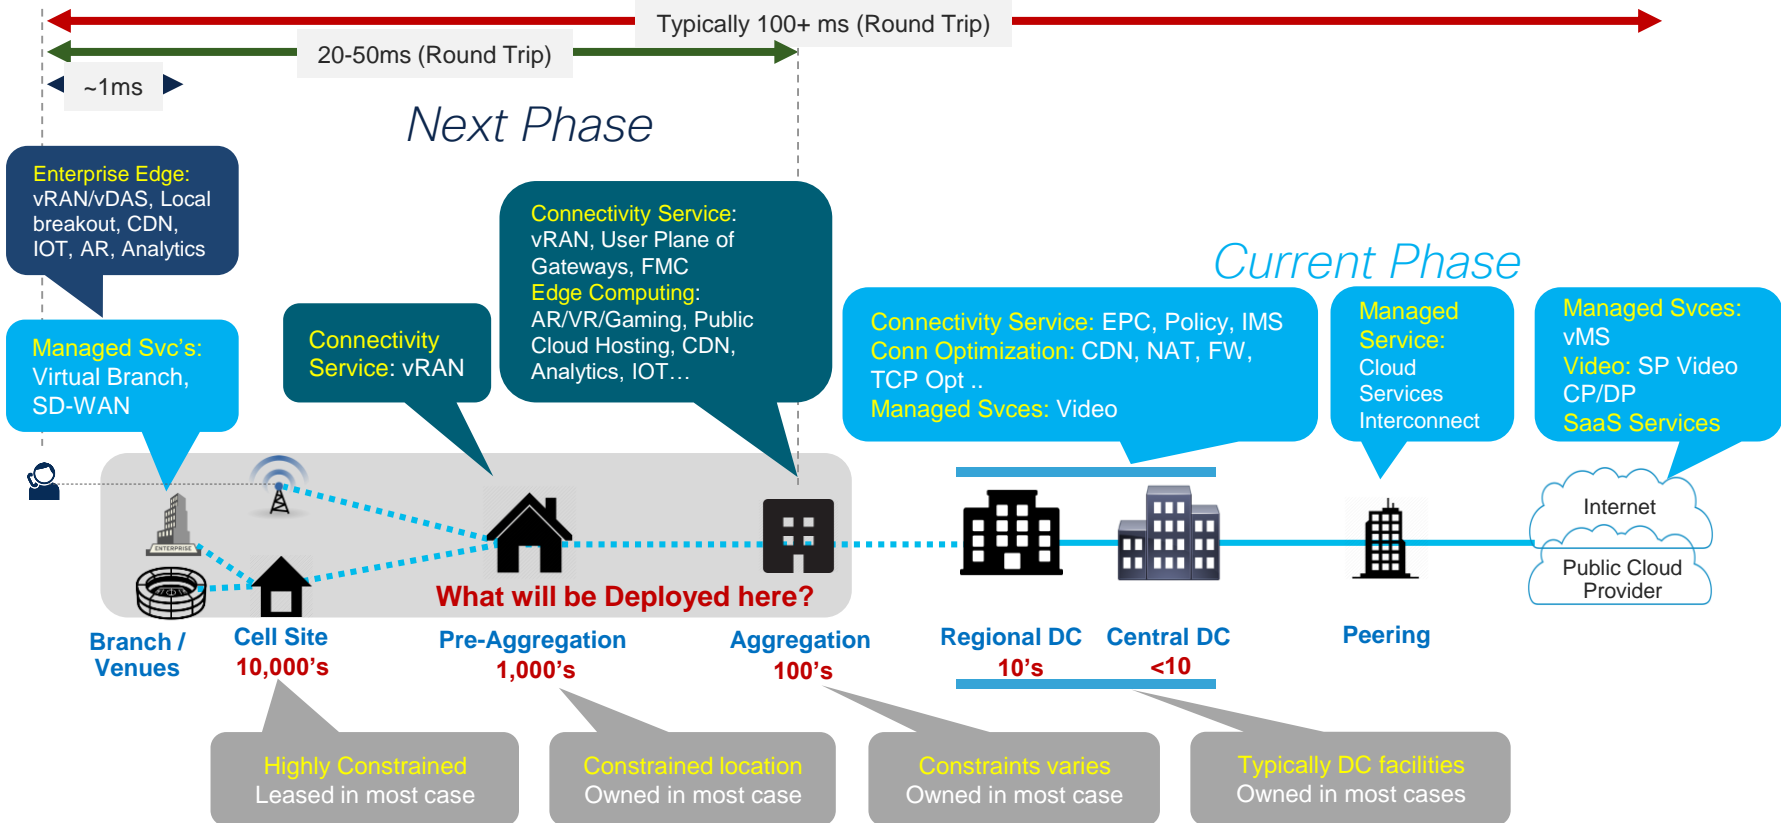 Typically 100+ ms (Round Trip)
20-50ms (Round Trip)
~1ms
Next Phase
Enterprise Edge:
vRAN/vDAS, Local
breakout, CDN,
IOT, AR, Analytics
Managed Svc's:
Virtual Branch,
SD-WAN
Connectivity
Service: vRAN
Connectivity Service:
vRAN, User Plane of
Gateways, FMC
Edge Computing:
AR/VR/Gaming, Public
Cloud Hosting, CDN,
Analytics, IOT…
Current Phase
Connectivity Service: EPC, Policy, IMS
Conn Optimization: CDN, NAT, FW,
TCP Opt ..
Managed Svces: Video
Managed
Service:
Cloud
Services
Interconnect
Managed Svces:
vMS
Video: SP Video
CP/DP
SaaS Services
ENTERPRISE
Internet
Public Cloud
Provider
What will be Deployed here?
Branch /
Venues
Cell Site
10,000’s
Pre-Aggregation
1,000’s
Aggregation
100’s
Regional DC
10’s
Central DC
<10
Peering
Highly Constrained
Leased in most case
Constrained location
Owned in most case
Constraints varies
Owned in most case
Typically DC facilities
Owned in most cases